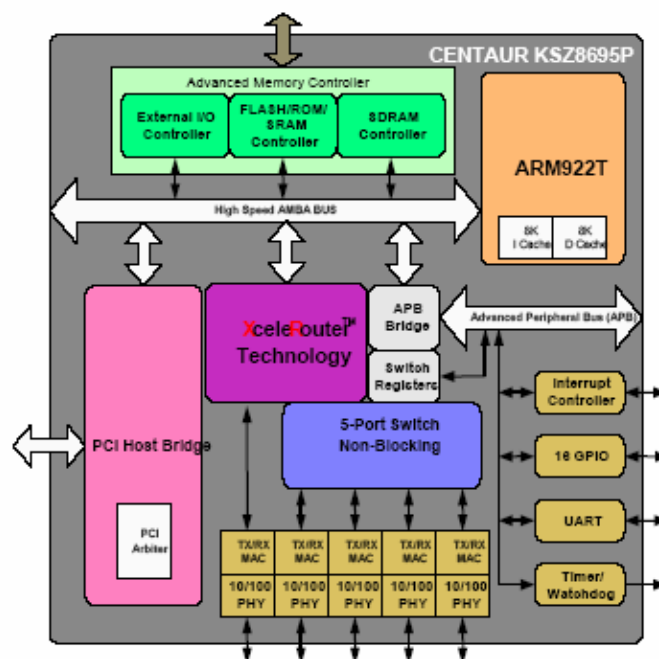 CENTAUR KSZ8695P
Advanced Memory Controller
External I/O
Controller
FLASH/ROM/
SRAM
Controller
SDRAM
Controller
ARM922T
8K
I Cache
8K
D Cache
High Speed AMBA BUS
XceleRouter™
Technology
APB
Bridge
Switch
Registers
Advanced Peripheral Bus (APB)
PCI Host Bridge
PCI
Arbiter
5-Port Switch
Non-Blocking
Interrupt
Controller
16 GPIO
UART
Timer/
Watchdog
TX/RX TX/RX TX/RX TX/RX TX/RX
MAC MAC MAC MAC MAC
10/100 10/100 10/100 10/100 10/100
PHY PHY PHY PHY PHY